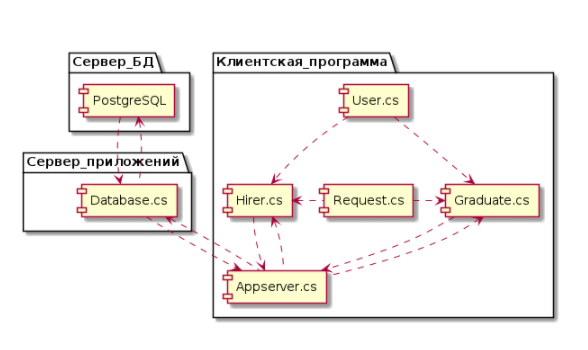 Сервер_БД
PostgreSQL
Сервер_приложений
Database.cs
Клиентская_программа
User.cs
Hirer.cs
Request.cs
Graduate.cs
Appserver.cs